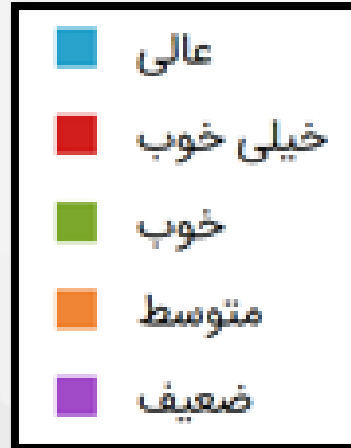 عالی
خیلی خوب
خوب
متوسط
ضعیف